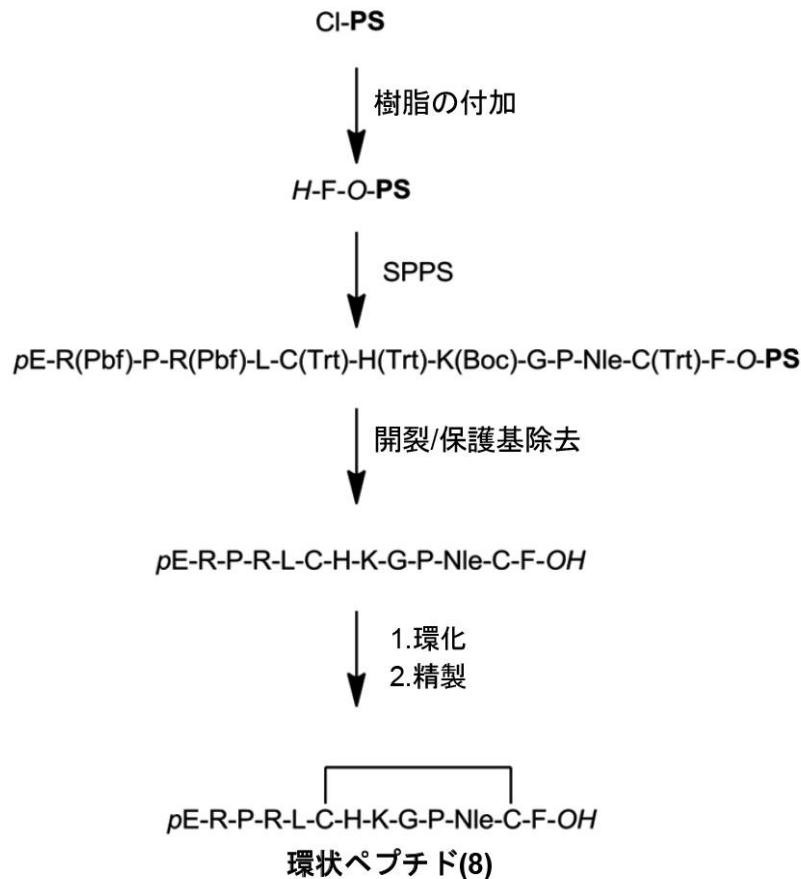 Cl-PS
樹脂の付加
H-F-O-PS
SPPS
pE-R(Pbf)-P-R(Pbf)-L-C(Trt)-H(Trt)-K(Boc)-G-P-Nle-C(Trt)-F-O-PS
開裂/保護基除去
pE-R-P-R-L-C-H-K-G-P-Nle-C-F-OH
1.環化
2.精製
pE-R-P-R-L-C-H-K-G-P-Nle-C-F-OH
環状ペプチド(8)